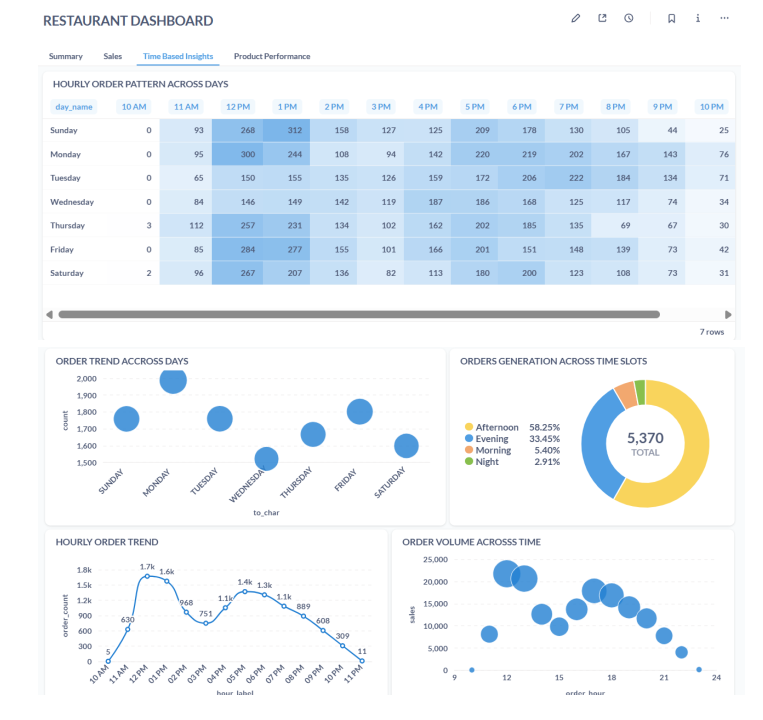 RESTAURANT DASHBOARD
Summary Sales Time Based Insights Product Performance
HOURLY ORDER PATTERN ACROSS DAYS
day_name 10 AM 11 AM 12 PM 1 PM 2 PM 3 PM 4 PM 5 PM 6 PM 7 PM 8 PM 9 PM 10 PM
Sunday 0 93 268 312 158 127 125 209 178 130 105 44 25
Monday 0 95 300 244 108 94 142 220 219 202 167 143 76
Tuesday 0 65 150 155 135 126 159 172 206 222 184 134 71
Wednesday 0 84 146 149 142 119 187 186 168 125 117 74 34
Thursday 3 112 257 231 134 102 162 202 185 135 69 67 30
Friday 0 85 284 277 155 101 166 201 151 148 139 73 42
Saturday 2 96 267 207 136 82 113 180 200 123 108 73 31
7 rows
ORDER TREND ACCROSS DAYS
2,000
1,900
1,800
1,700
1,600
1,500
count
SUNDAY MONDAY TUESDAY WEDNESDAY THURSDAY FRIDAY SATURDAY
to_char
ORDERS GENERATION ACROSS TIME SLOTS
Afternoon 58.25%
Evening 33.45%
Morning 5.40%
Night 2.91%
5,370
TOTAL
HOURLY ORDER TREND
1.8k
1.5k
1.2k
900
600
300
0
order_count
5 630 1.7k 1.6k 968 751 1.1k 1.4k 1.3k 1.1k 889 608 309 11
10 AM 11 AM 12 PM 01 PM 02 PM 03 PM 04 PM 05 PM 06 PM 07 PM 08 PM 09 PM 10 PM 11 PM
hour_label
ORDER VOLUME ACROSSS TIME
25,000
20,000
15,000
10,000
5,000
0
sales
9 12 15 18 21 24
order_hour